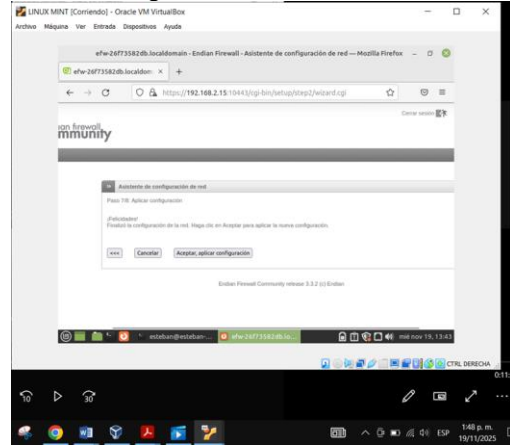 LINUX MINT [Corriendo] - Oracle VM VirtualBox
Archivo Máquina Ver Entrada Dispositivos Ayuda
efw-26f73582db.localdomain - Endian Firewall - Asistente de configuración de red — Mozilla Firefox
efw-26f73582db.localdomain
https://192.168.2.15:10443/cgi-bin/setup/step2/wizard.cgi
Cerrar sesión
an firewall
mmunity
Asistente de configuración de red
Paso 7/8: Aplicar configuración
¡Felicidades!
Finalizó la configuración de la red. Haga clic en Aceptar para aplicar la nueva configuración.
<<< Cancelar Aceptar, aplicar configuración
Endian Firewall Community release 3.3.2 (c) Endian
esteban@esteban-... efw-26f73582db.lo... mié nov 19, 13:43
CTRL DERECHA
0:11:
10 30
ESP
1:48 p. m.
19/11/2025